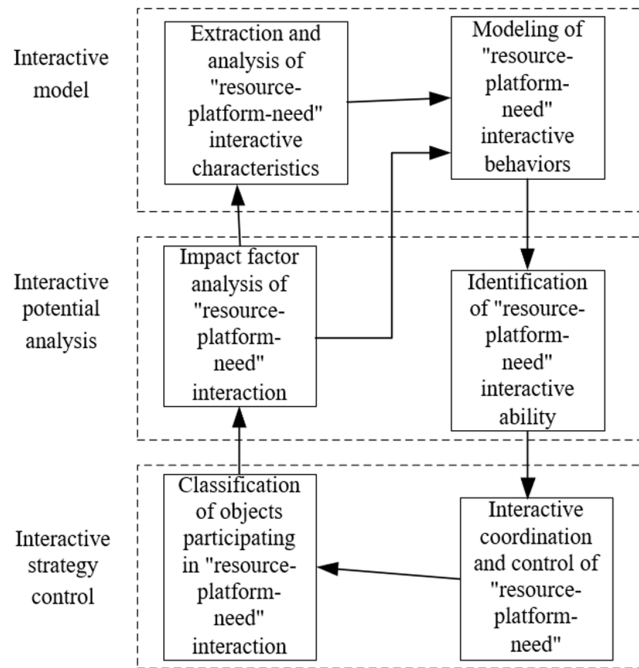 Interactive
model
Extraction and
analysis of
"resource-
platform-need"
interactive
characteristics
Modeling of
"resource-
platform-
need"
interactive
behaviors
Interactive
potential
analysis
Impact factor
analysis of
"resource-
platform-
need"
interaction
Identification
of "resource-
platform-
need"
interactive
ability
Interactive
strategy
control
Classification
of objects
participating
in "resource-
platform-
need"
interaction
Interactive
coordination
and control of
"resource-
platform-
need"